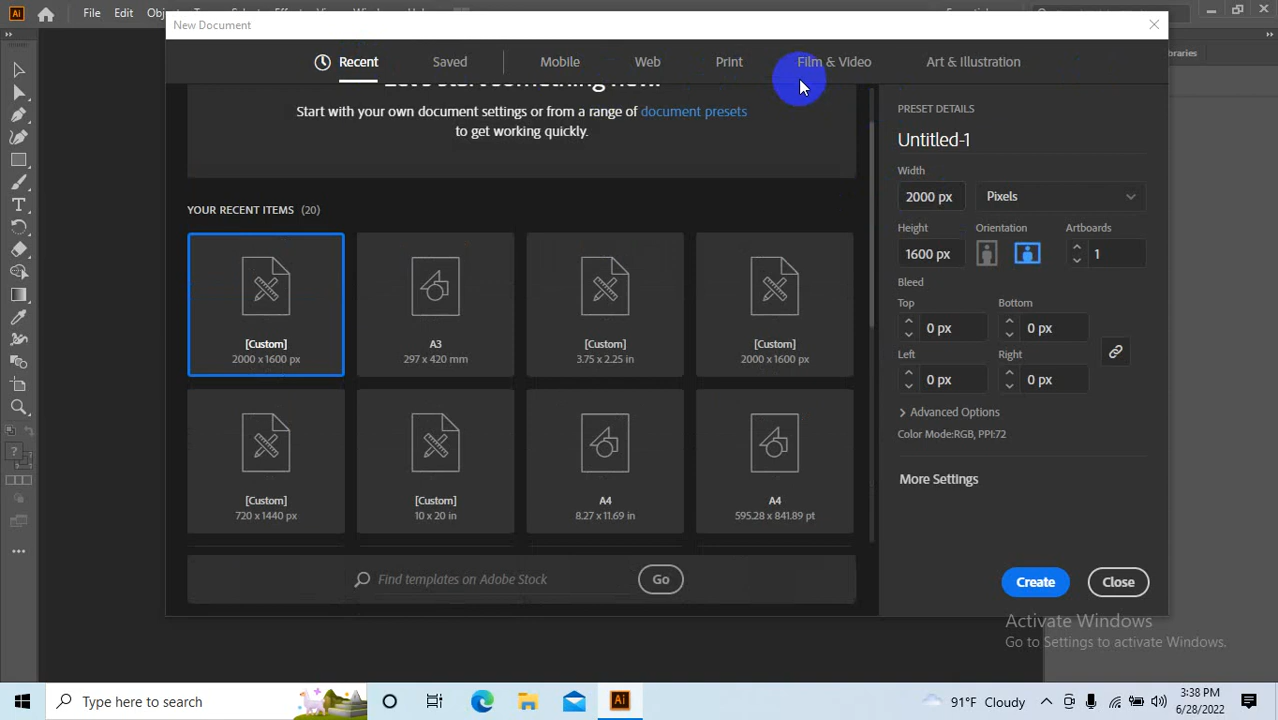 File
Edit
New Document
Recent
Saved
Mobile
Web
Print
Film & Video
Art & Illustration
Start with your own document settings or from a range of document presets
to get working quickly.
YOUR RECENT ITEMS (20)
[Custom]
2000 x 1600 px
A3
297 x 420 mm
[Custom]
3.75 x 2.25 in
[Custom]
2000 x 1600 px
[Custom]
720 x 1440 px
[Custom]
10 x 20 in
A4
8.27 x 11.69 in
A4
595.28 x 841.89 pt
Find templates on Adobe Stock
Go
PRESET DETAILS
Untitled-1
Width
2000 px
Pixels
Height
Orientation
Artboards
1600 px
1
Bleed
Top
Bottom
0 px
0 px
Left
Right
0 px
0 px
Advanced Options
Color Mode:RGB, PPI:72
More Settings
Create
Close
Activate Windows
Go to Settings to activate Windows.
Ai
T
?
Type here to search
Ai
91°F Cloudy
3:38 PM
6/28/2022